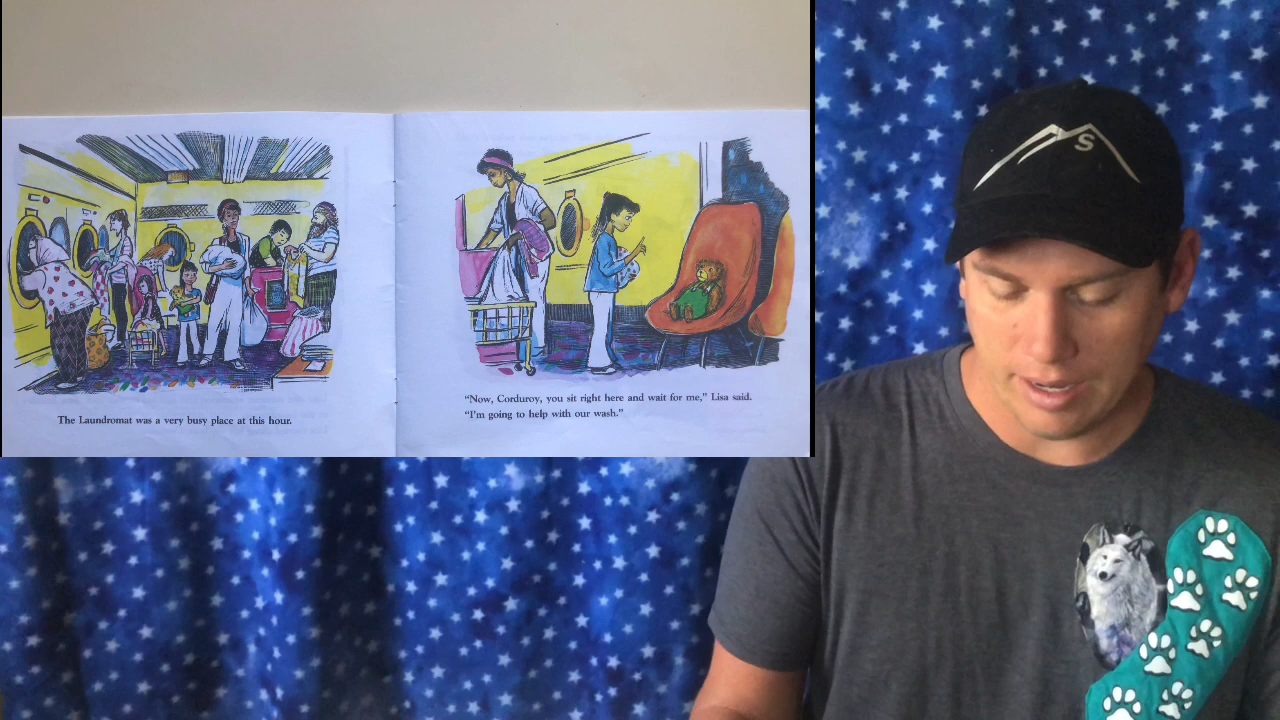 The Laundromat was a very busy place at this hour.
“Now, Corduroy, you sit right here and wait for me,” Lisa said.
“I’m going to help with our wash.”
S